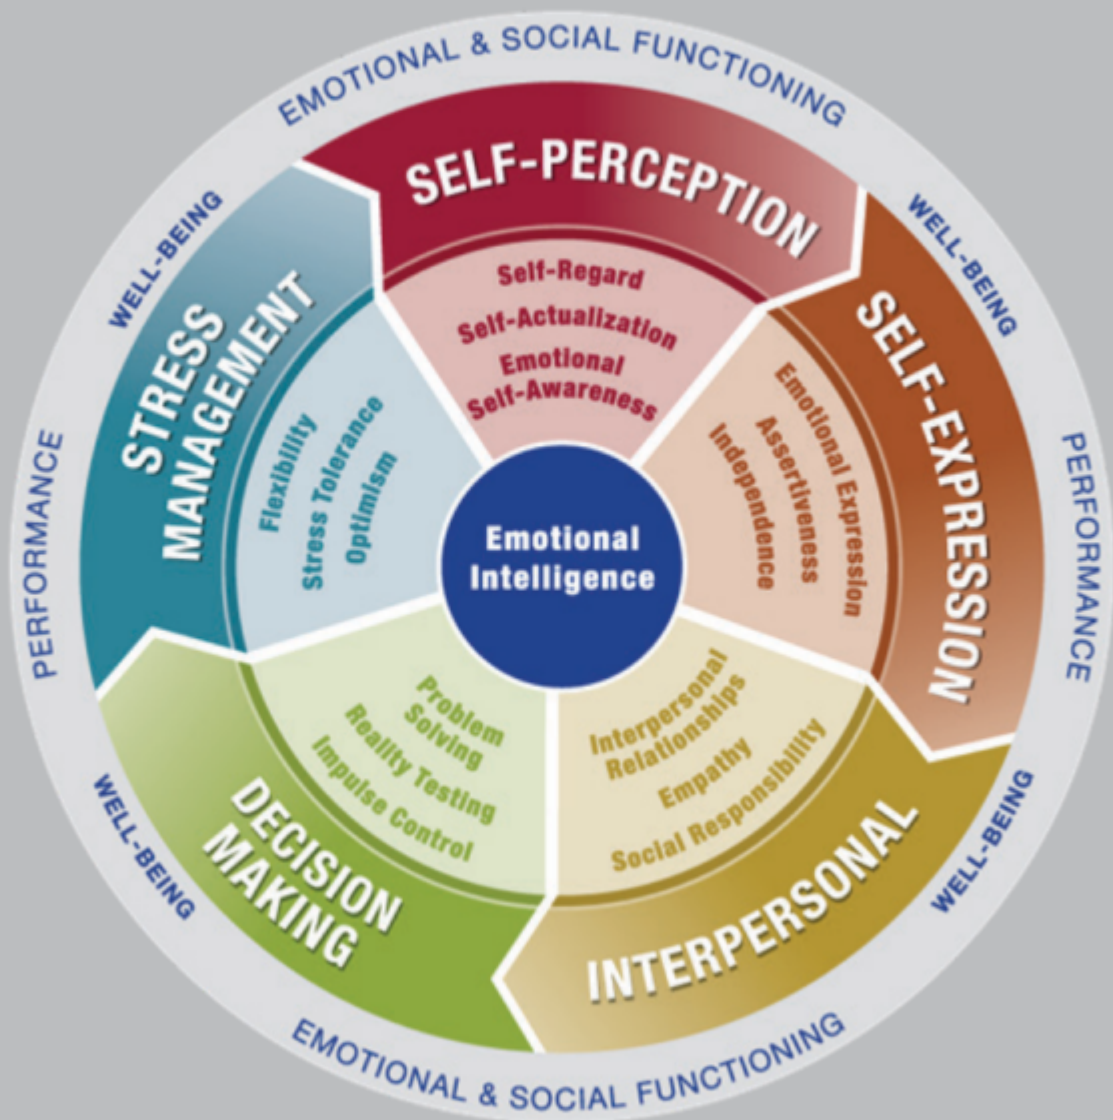 EMOTIONAL & SOCIAL FUNCTIONING
WELL-BEING
WELL-BEING
PERFORMANCE
PERFORMANCE
WELL-BEING
WELL-BEING
EMOTIONAL & SOCIAL FUNCTIONING
SELF-PERCEPTION
Self-Regard
Self-Actualization
Emotional
Self-Awareness
SELF-EXPRESSION
Emotional Expression
Assertiveness
Independence
INTERPERSONAL
Interpersonal
Relationships
Empathy
Social Responsibility
DECISION
MAKING
Problem
Solving
Reality Testing
Impulse Control
STRESS
MANAGEMENT
Flexibility
Stress Tolerance
Optimism
Emotional
Intelligence